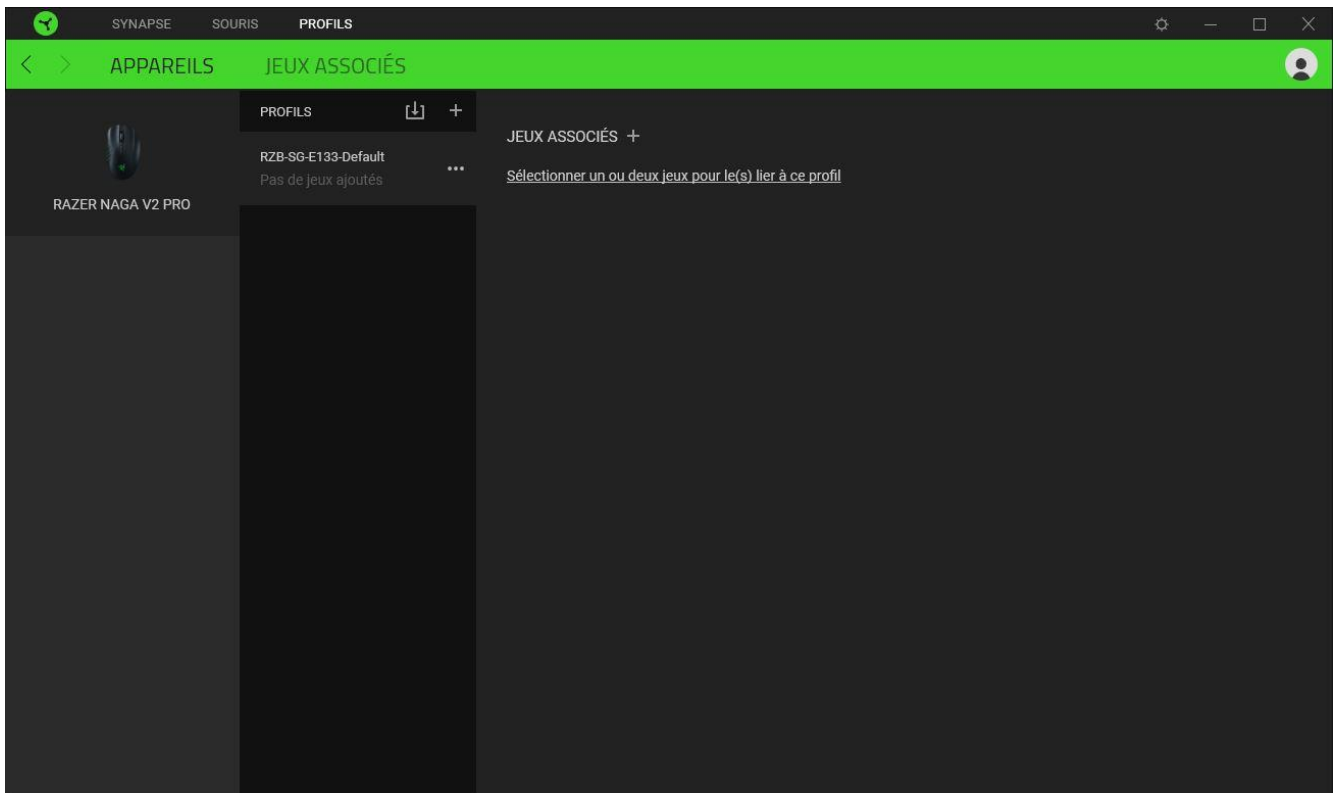 SYNAPSE SOURIS PROFILS
APPAREILS JEUX ASSOCIÉS
RAZER NAGA V2 PRO
PROFILS
RZB-SG-E133-Default
Pas de jeux ajoutés
JEUX ASSOCIÉS
Sélectionner un ou deux jeux pour le(s) lier à ce profil